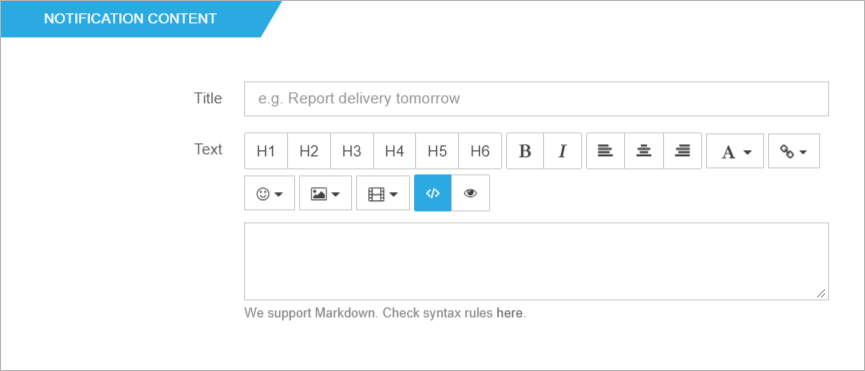 NOTIFICATION CONTENT
Title e.g. Report delivery tomorrow
Text H1 H2 H3 H4 H5 H6 B I A
</>
We support Markdown. Check syntax rules here.